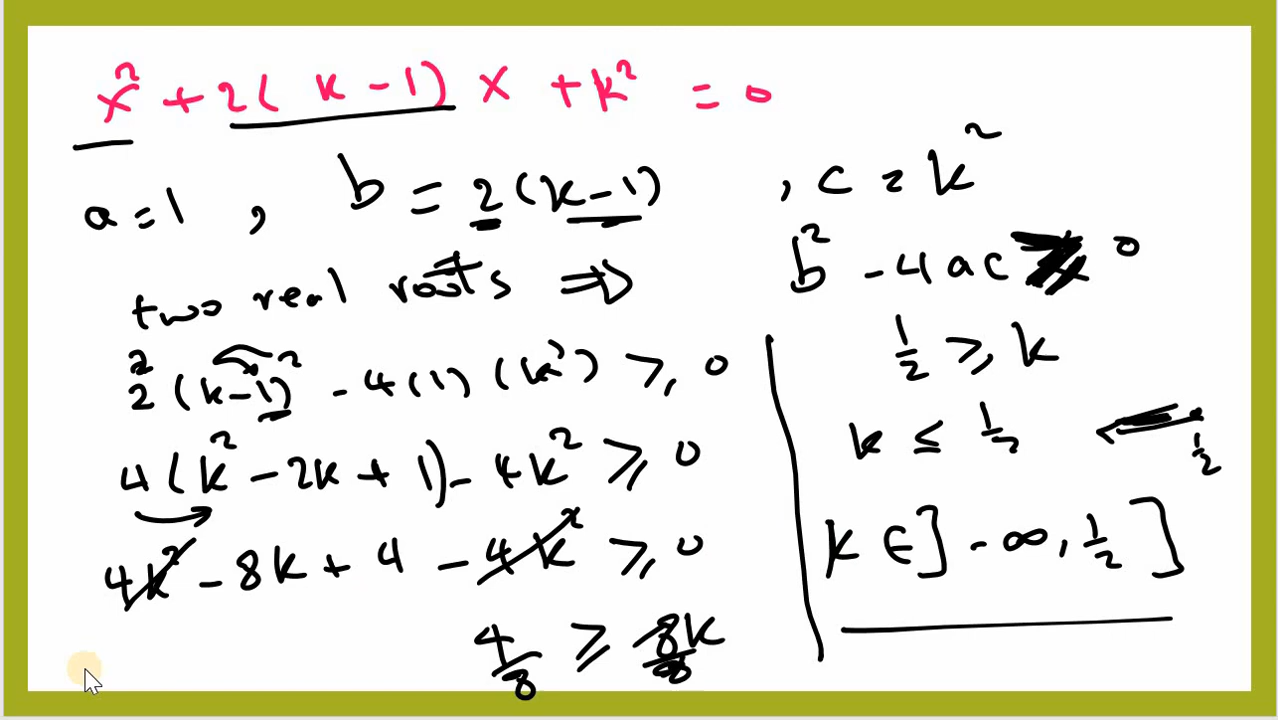 x² + 2(k-1) x + k² = 0
a = 1 , b = 2(k-1) , c = k²
two real roots ⇒ b² - 4ac 0
2² (k-1)² - 4(1)(k²) ≥ 0
4(k² - 2k + 1) - 4k² ≥ 0
4k² - 8k + 4 - 4k² ≥ 0
4/8 ≥ 8k/8
1/2 ≥ k
k ≤ 1/2 ← 1/2
k ∈ ]-∞, 1/2]